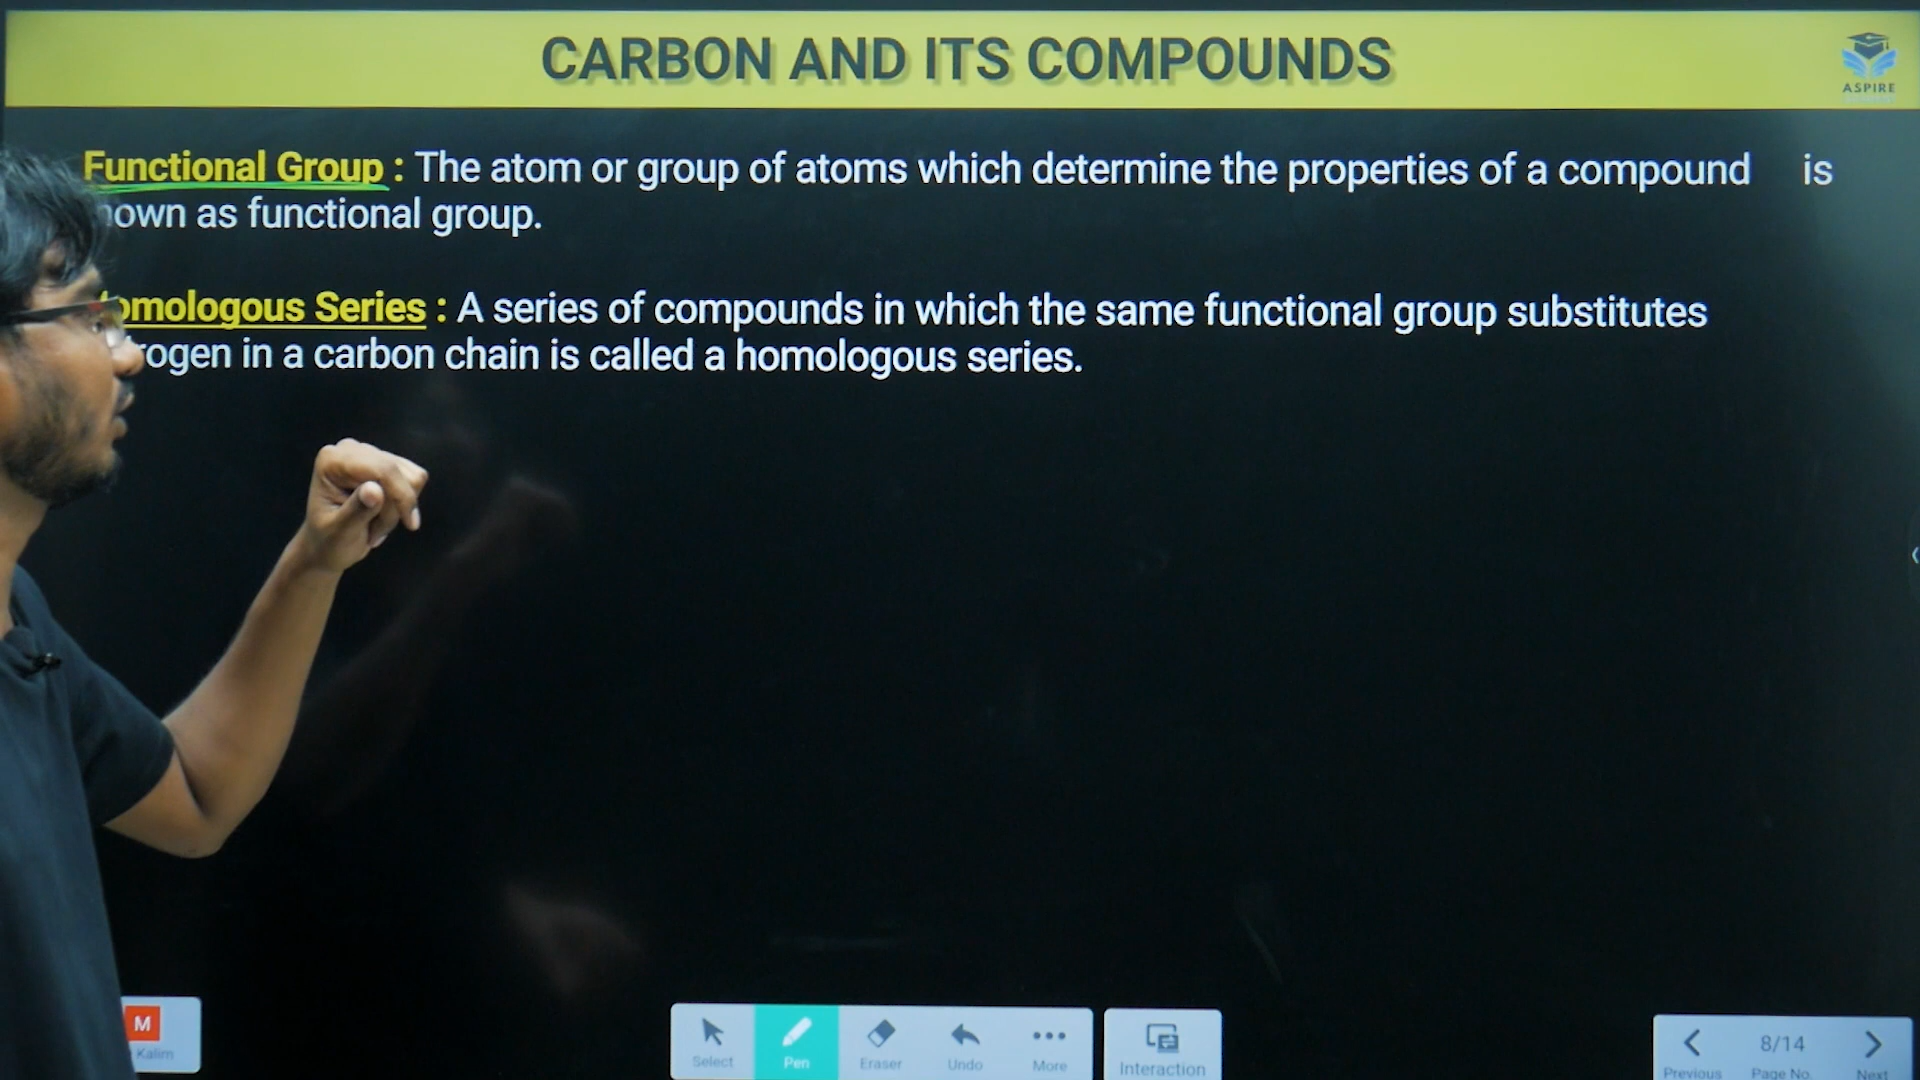 CARBON AND ITS COMPOUNDS
ASPIRE
Functional Group : The atom or group of atoms which determine the properties of a compound is
nown as functional group.
omologous Series : A series of compounds in which the same functional group substitutes
rogen in a carbon chain is called a homologous series.
M
Kalim
Select
Pen
Eraser
Undo
More
Interaction
8/14
Previous
Page No.
Next